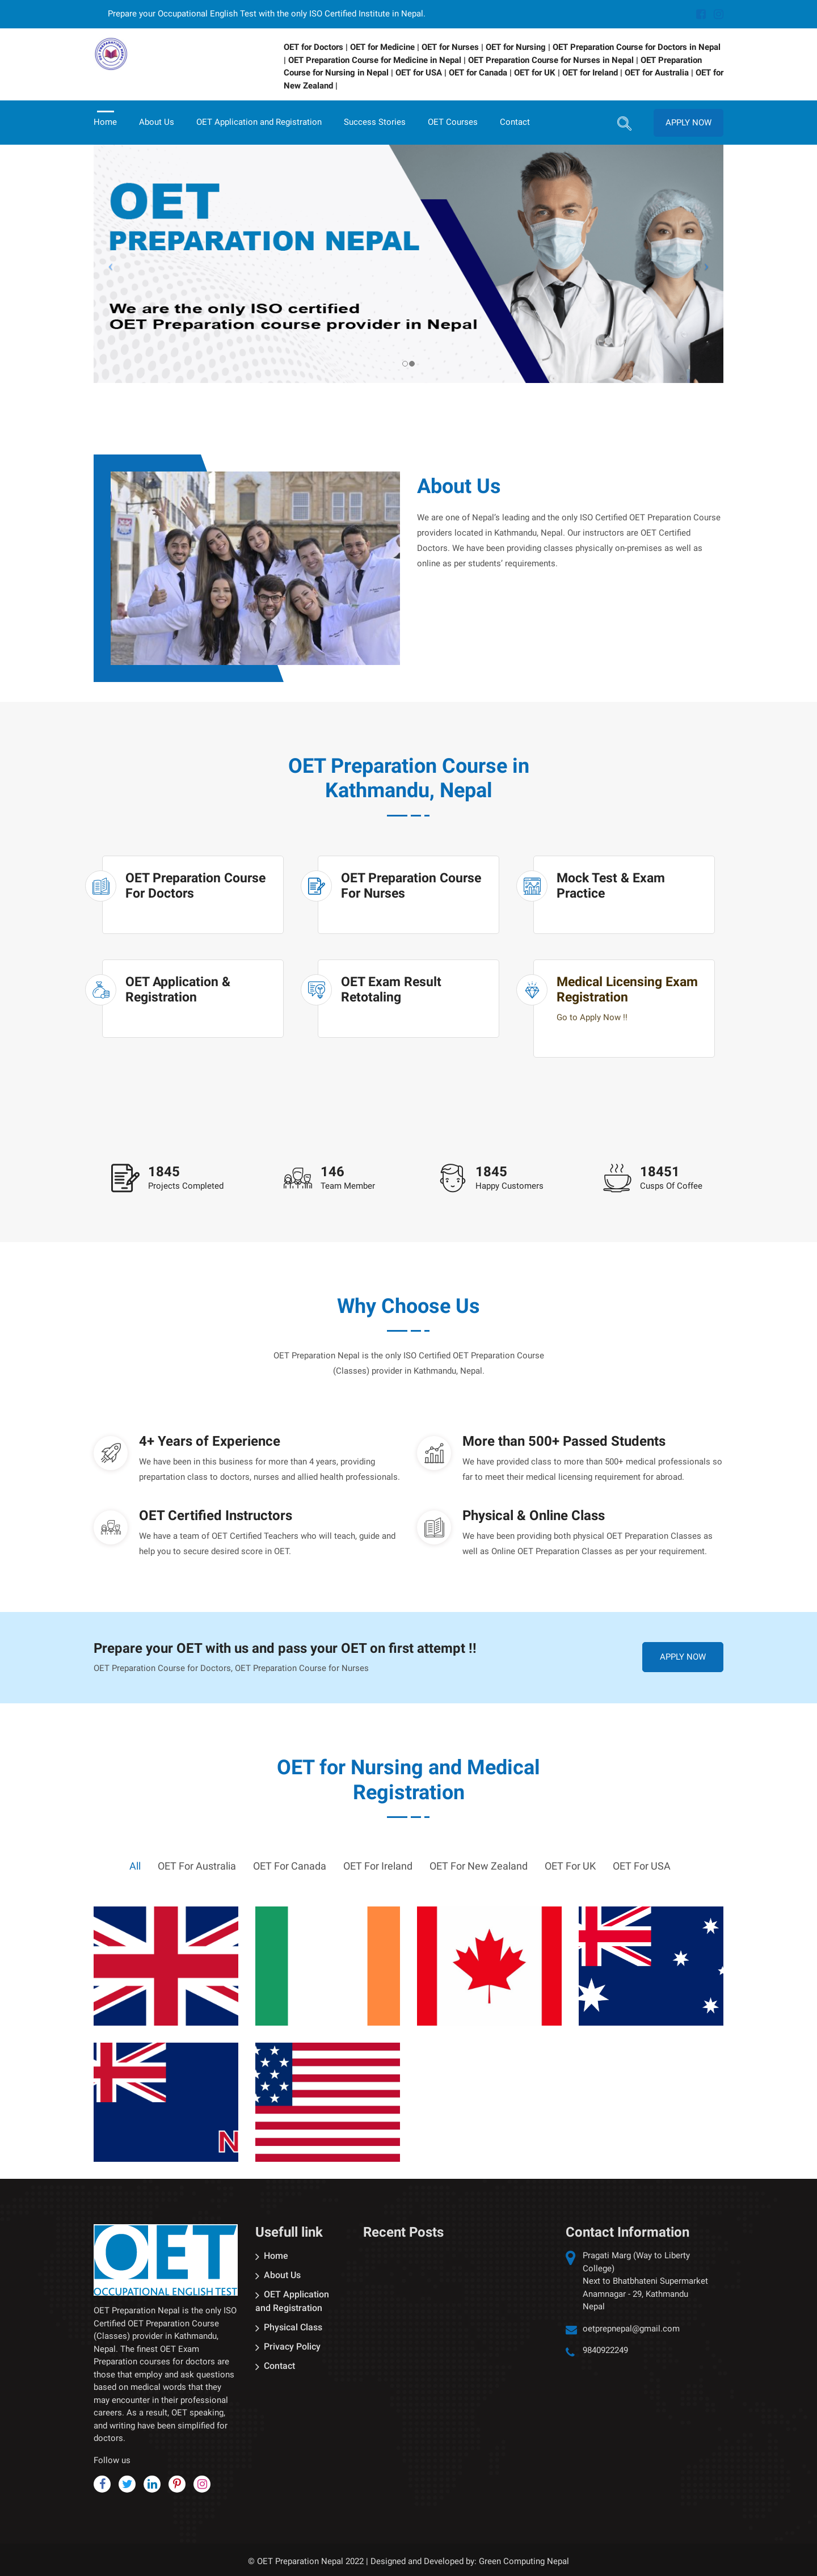 Prepare your Occupational English Test with the only ISO Certified Institute in Nepal.
OET for Doctors | OET for Medicine | OET for Nurses | OET for Nursing | OET Preparation Course for Doctors in Nepal
| OET Preparation Course for Medicine in Nepal | OET Preparation Course for Nurses in Nepal | OET Preparation
Course for Nursing in Nepal | OET for USA | OET for Canada | OET for UK | OET for Ireland | OET for Australia | OET for
New Zealand |
Home About Us OET Application and Registration Success Stories OET Courses Contact APPLY NOW
OET
PREPARATION NEPAL
We are the only ISO certified
OET Preparation course provider in Nepal
About Us
We are one of Nepal's leading and the only ISO Certified OET Preparation Course
providers located in Kathmandu, Nepal. Our instructors are OET Certified
Doctors. We have been providing classes physically on-premises as well as
online as per students' requirements.
OET Preparation Course in
Kathmandu, Nepal
OET Preparation Course
For Doctors
OET Preparation Course
For Nurses
Mock Test & Exam
Practice
OET Application &
Registration
OET Exam Result
Retotaling
Medical Licensing Exam
Registration
Go to Apply Now !!
1845
Projects Completed
146
Team Member
1845
Happy Customers
18451
Cusps Of Coffee
Why Choose Us
OET Preparation Nepal is the only ISO Certified OET Preparation Course
(Classes) provider in Kathmandu, Nepal.
4+ Years of Experience
We have been in this business for more than 4 years, providing
prepartation class to doctors, nurses and allied health professionals.
More than 500+ Passed Students
We have provided class to more than 500+ medical professionals so
far to meet their medical licensing requirement for abroad.
OET Certified Instructors
We have a team of OET Certified Teachers who will teach, guide and
help you to secure desired score in OET.
Physical & Online Class
We have been providing both physical OET Preparation Classes as
well as Online OET Preparation Classes as per your requirement.
Prepare your OET with us and pass your OET on first attempt !!
OET Preparation Course for Doctors, OET Preparation Course for Nurses
APPLY NOW
OET for Nursing and Medical
Registration
All OET For Australia OET For Canada OET For Ireland OET For New Zealand OET For UK OET For USA
N
OET
OCCUPATIONAL ENGLISH TEST
OET Preparation Nepal is the only ISO
Certified OET Preparation Course
(Classes) provider in Kathmandu,
Nepal. The finest OET Exam
Preparation courses for doctors are
those that employ and ask questions
based on medical words that they
may encounter in their professional
careers. As a result, OET speaking,
and writing have been simplified for
doctors.
Follow us
Usefull link
Home
About Us
OET Application
and Registration
Physical Class
Privacy Policy
Contact
Recent Posts
Contact Information
Pragati Marg (Way to Liberty
College)
Next to Bhatbhateni Supermarket
Anamnagar - 29, Kathmandu
Nepal
oetprepnepal@gmail.com
9840922249
© OET Preparation Nepal 2022 | Designed and Developed by: Green Computing Nepal